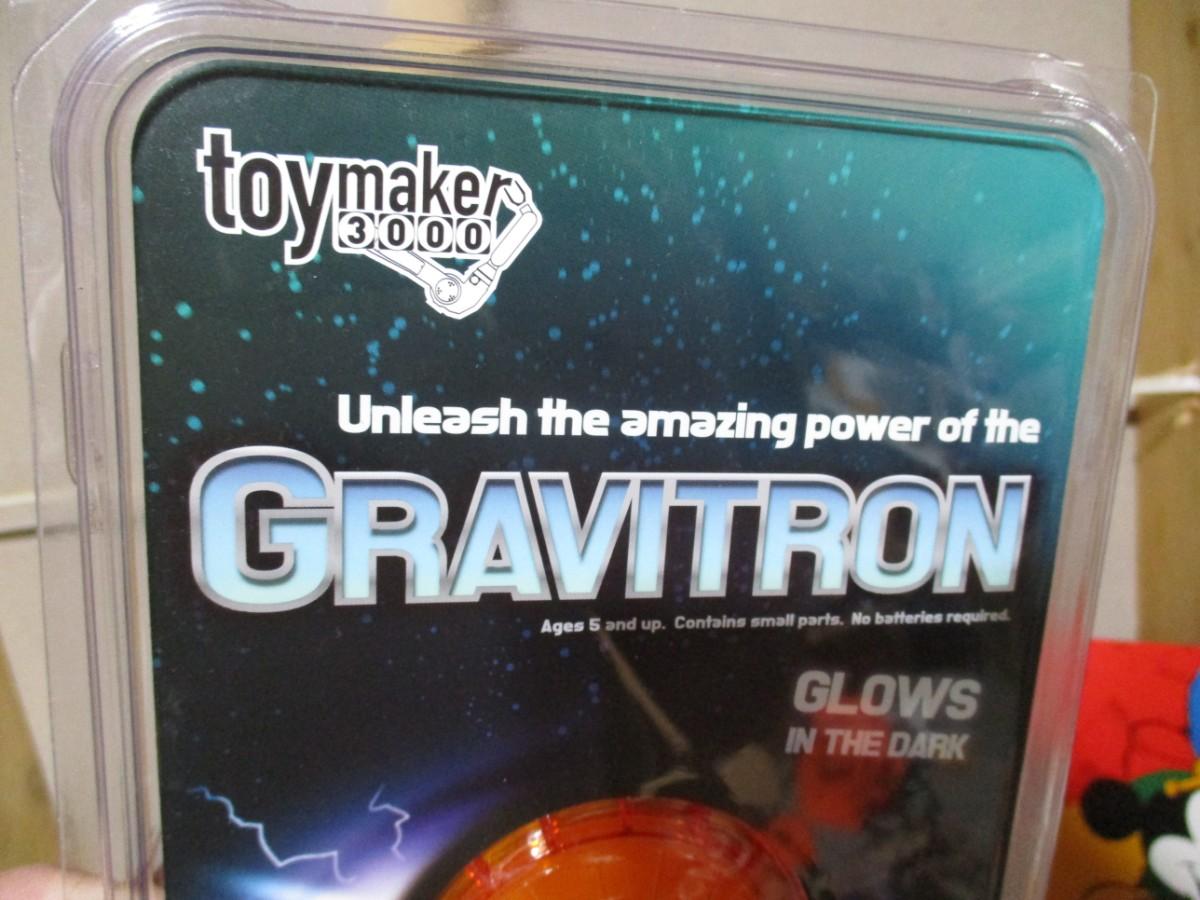 toymaker
3000
Unleash the amazing power of the
GRAVITRON
Ages 5 and up. Contains small parts. No batteries required.
GLOWS
IN THE DARK